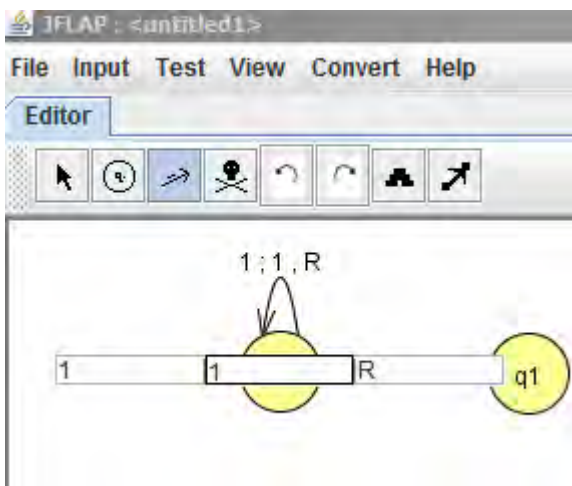 JFLAP : <untitled1>
File Input Test View Convert Help
Editor
q
1 ; 1 , R
1 1 R
q1